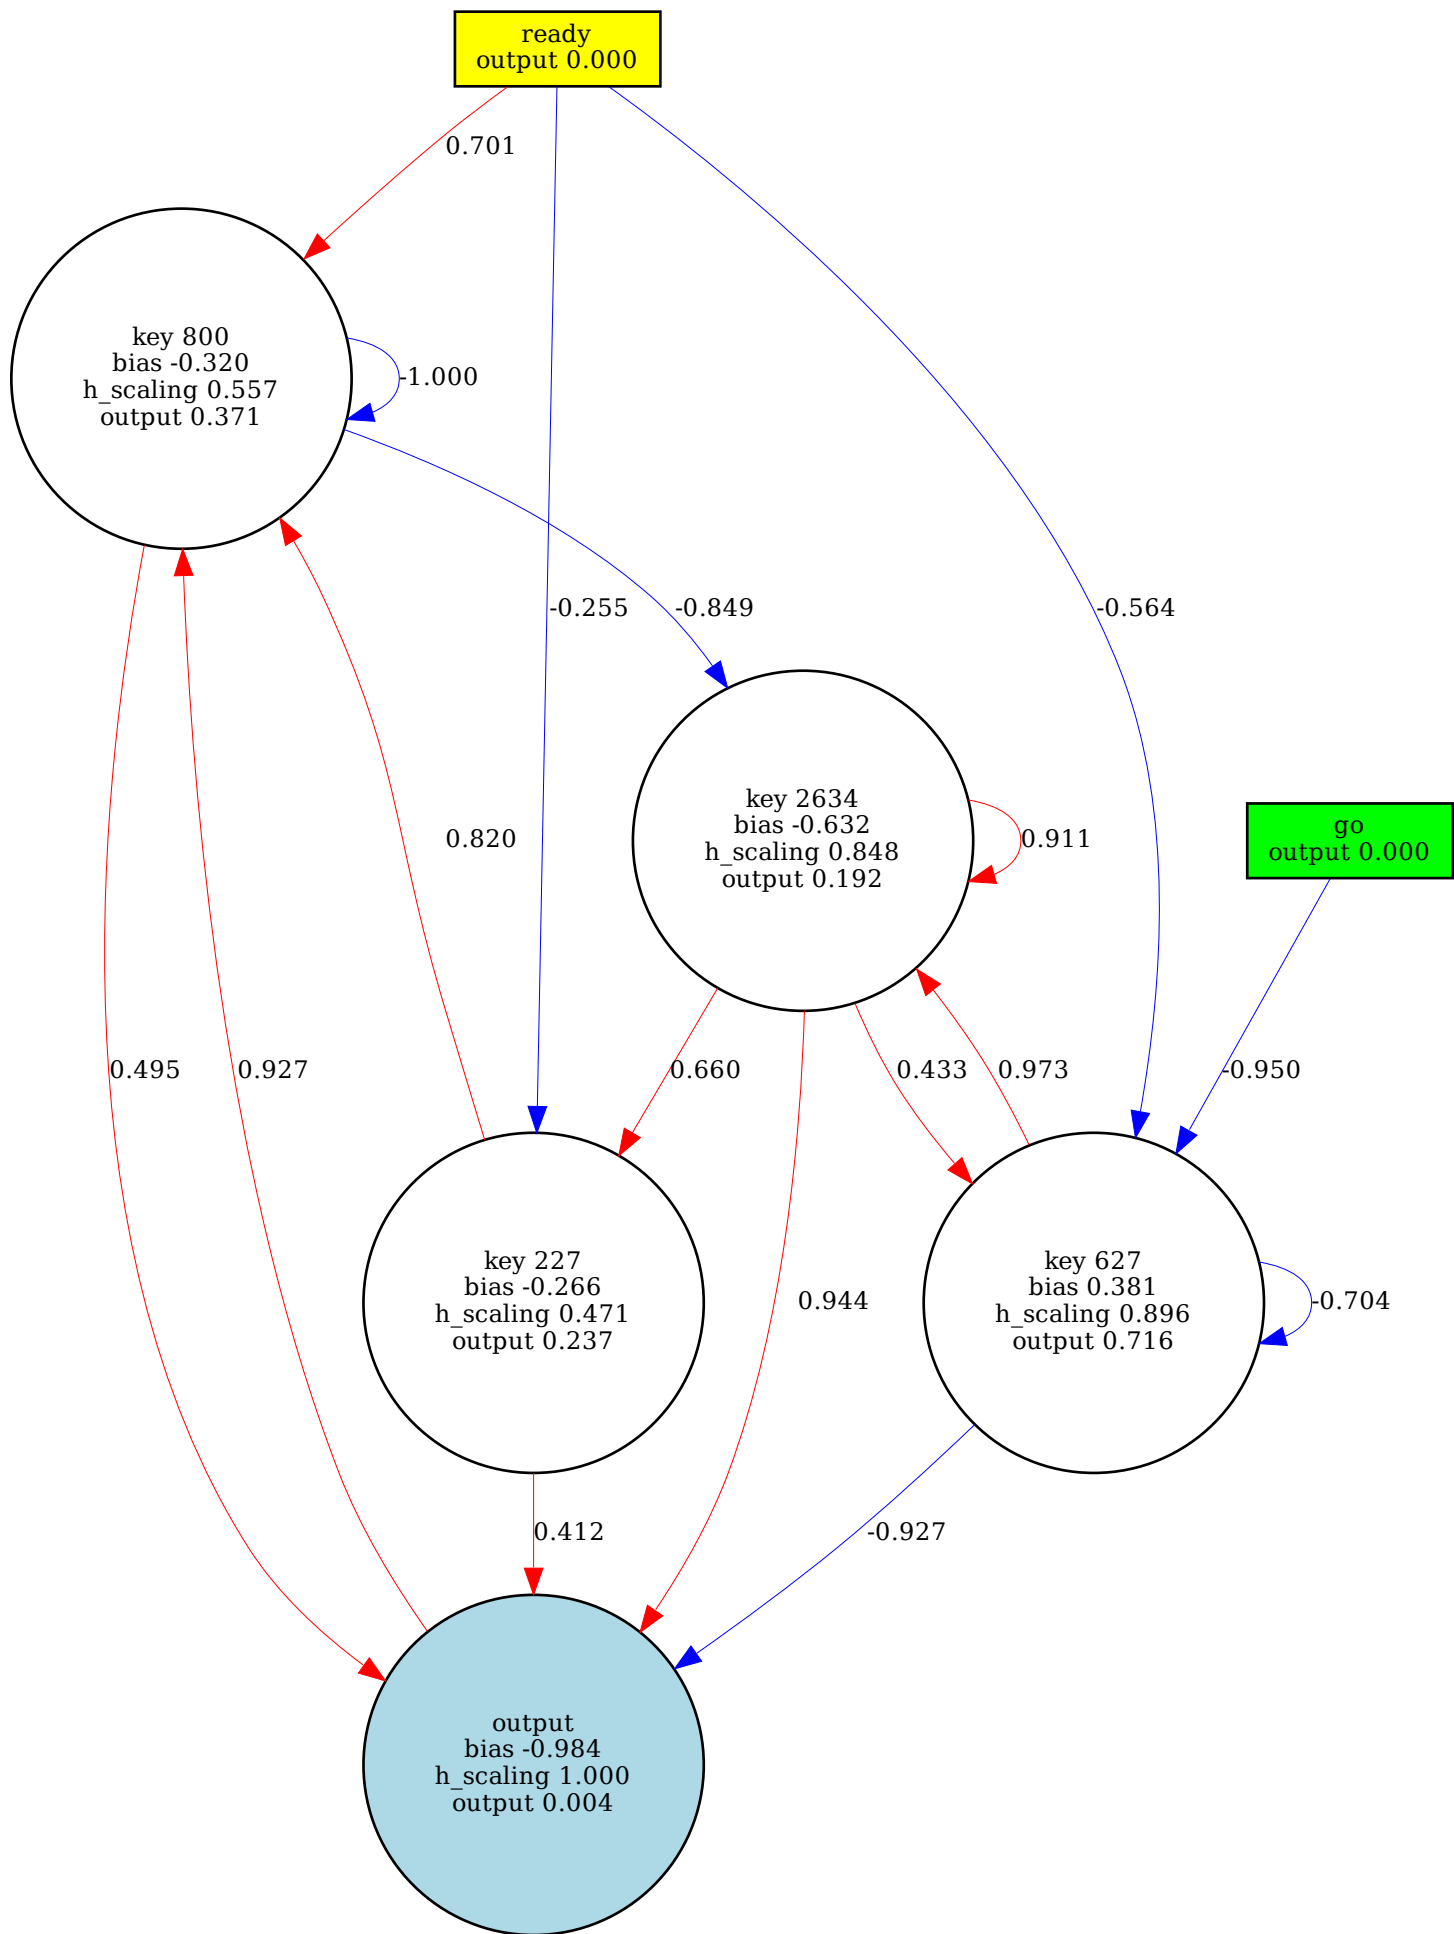 ready
output 0.000
0.701
key 800
bias -0.320
h_scaling 0.557
output 0.371
-1.000
-0.255
-0.849
-0.564
key 2634
bias -0.632
h_scaling 0.848
output 0.192
0.820
0.911
go
output 0.000
0.495
0.927
0.660
0.433
0.973
-0.950
key 227
bias -0.266
h_scaling 0.471
output 0.237
0.944
key 627
bias 0.381
h_scaling 0.896
output 0.716
-0.704
0.412
-0.927
output
bias -0.984
h_scaling 1.000
output 0.004